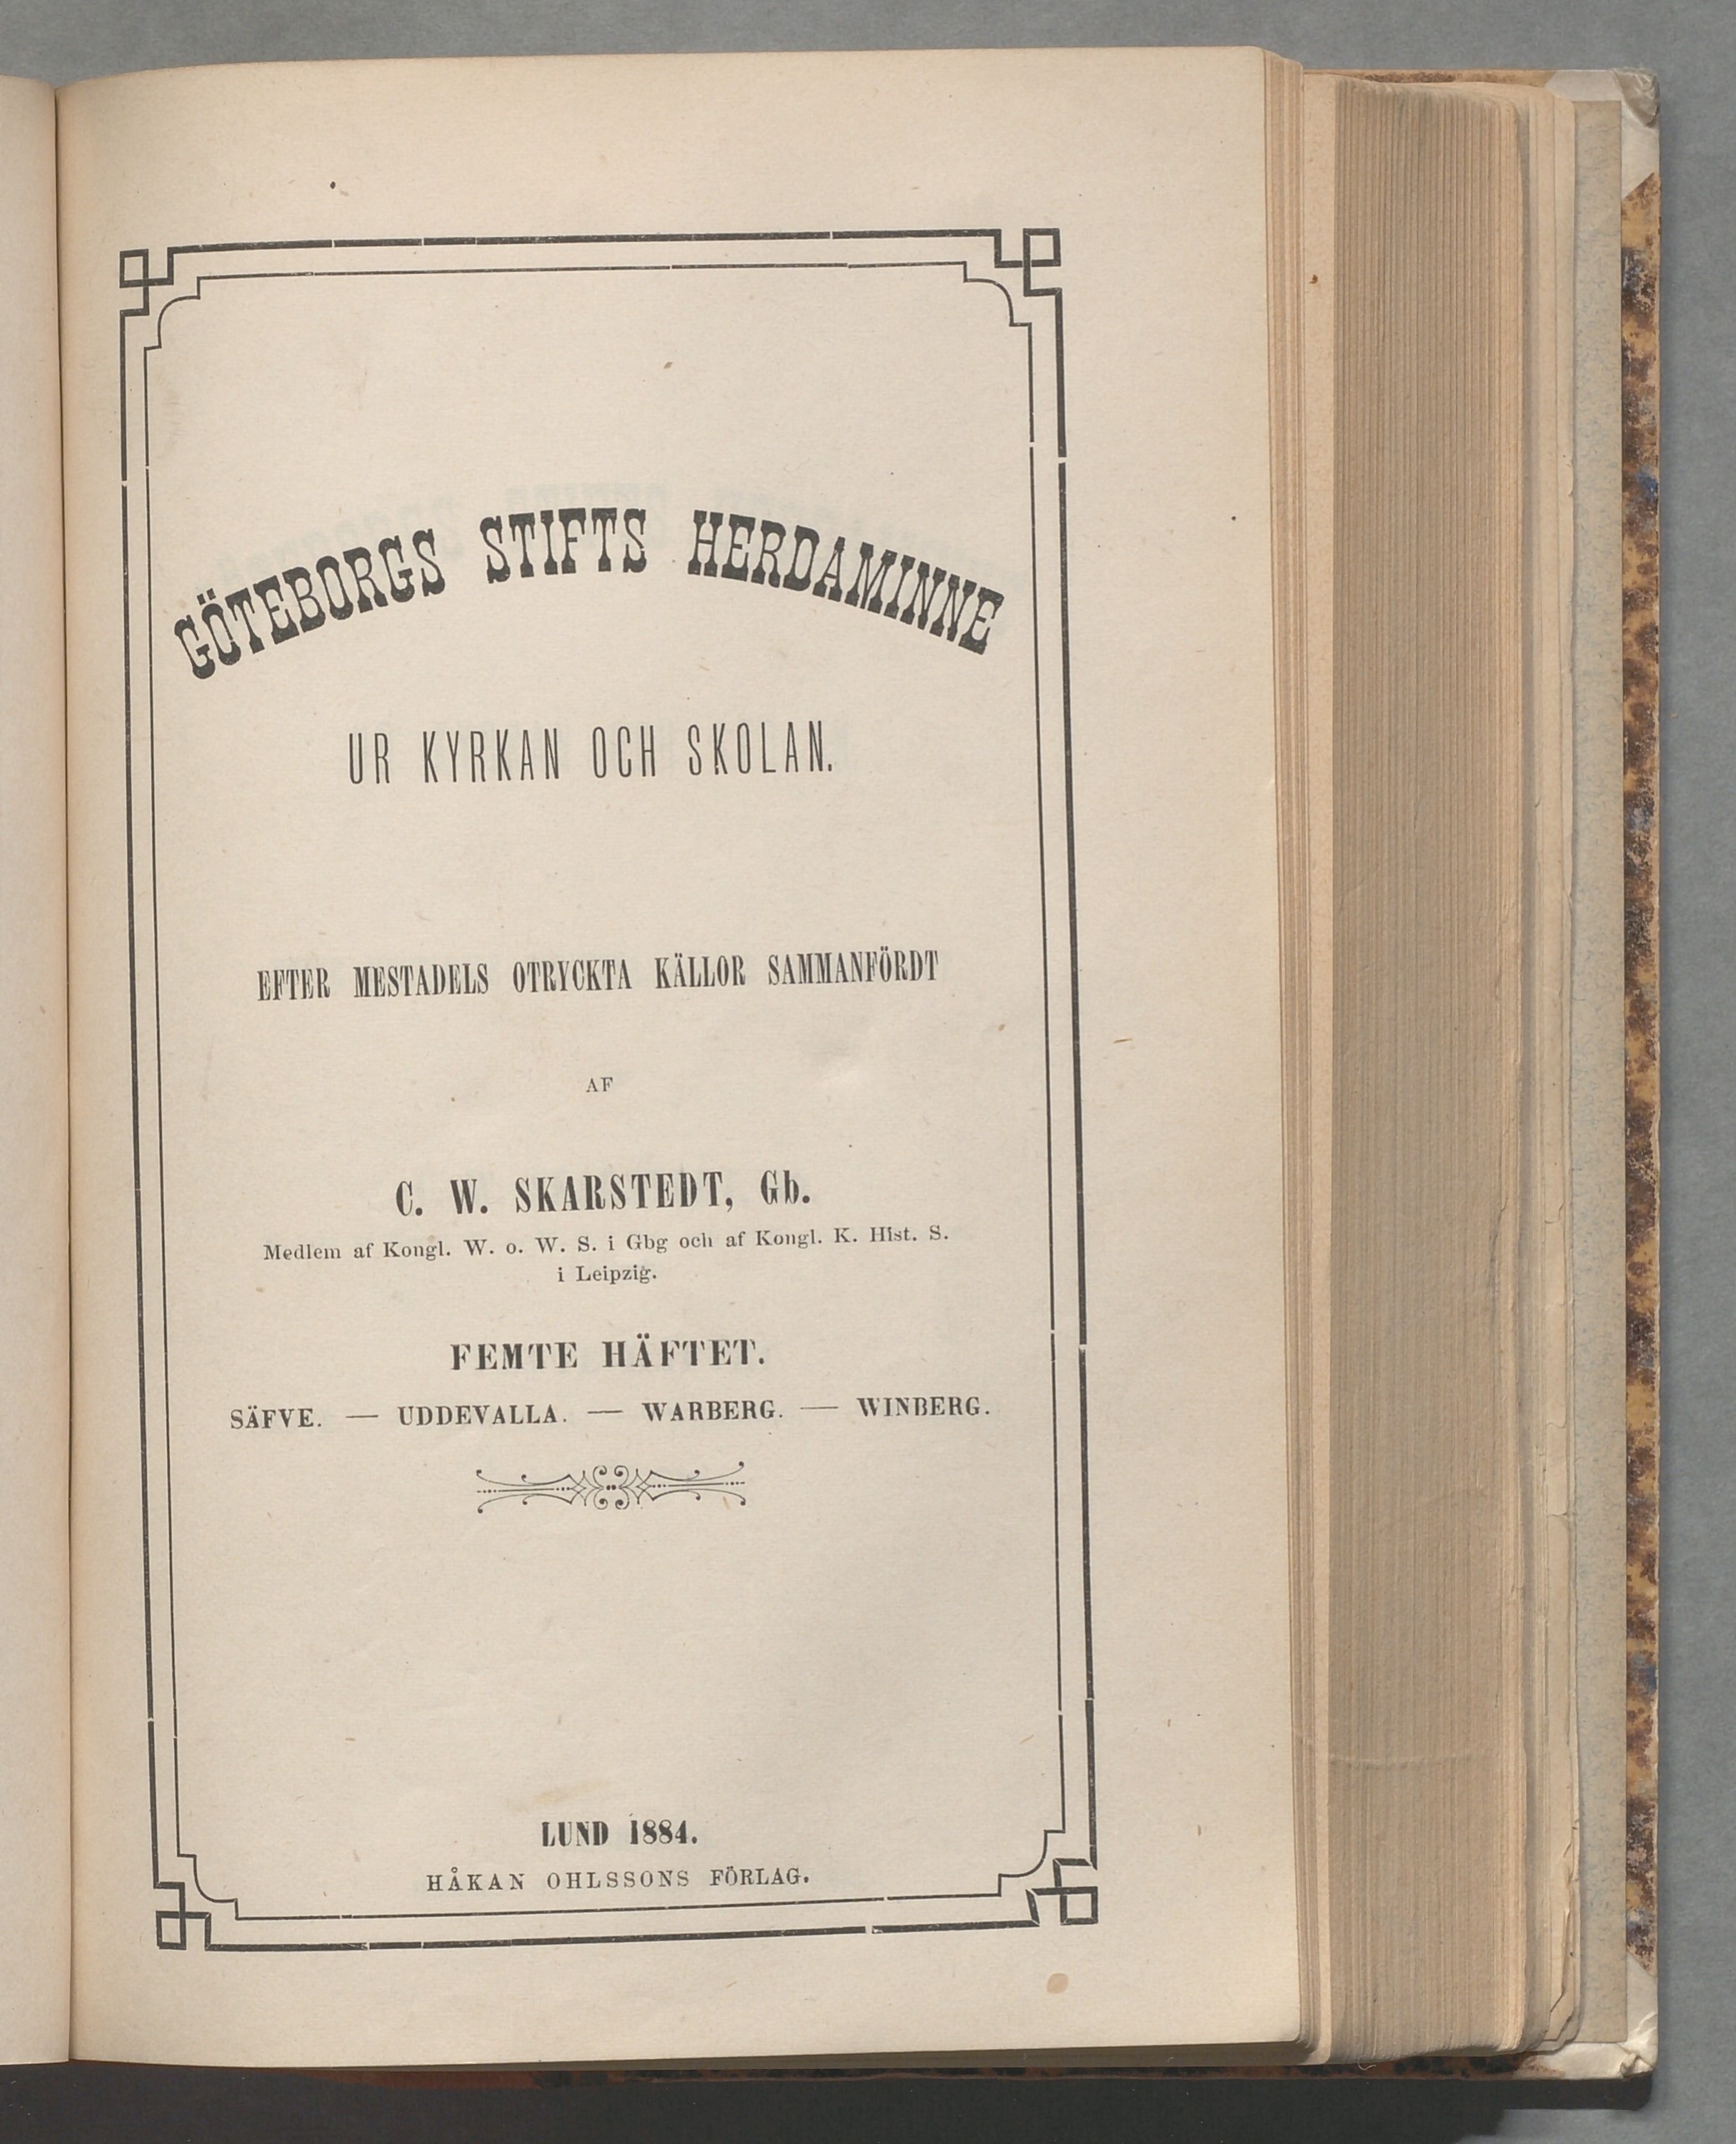 GÖTEBORGS STIFTS HERDAMINNE
UR KYRKAN OCH SKOLAN.
EFTER MESTADELS OTRYCKTA KÄLLOR SAMMANFÖRDT
AF
C. W. SKARSTEDT, Gb.
Medlem af Kongl. W. o. W. S. i Gbg och af Kongl. K. Hist. S.
i Leipzig.
FEMTE HÄFTET.
SÄFVE. — UDDEVALLA. — WARBERG. — WINBERG.
LUND 1884.
HÅKAN OHLSSONS FÖRLAG.